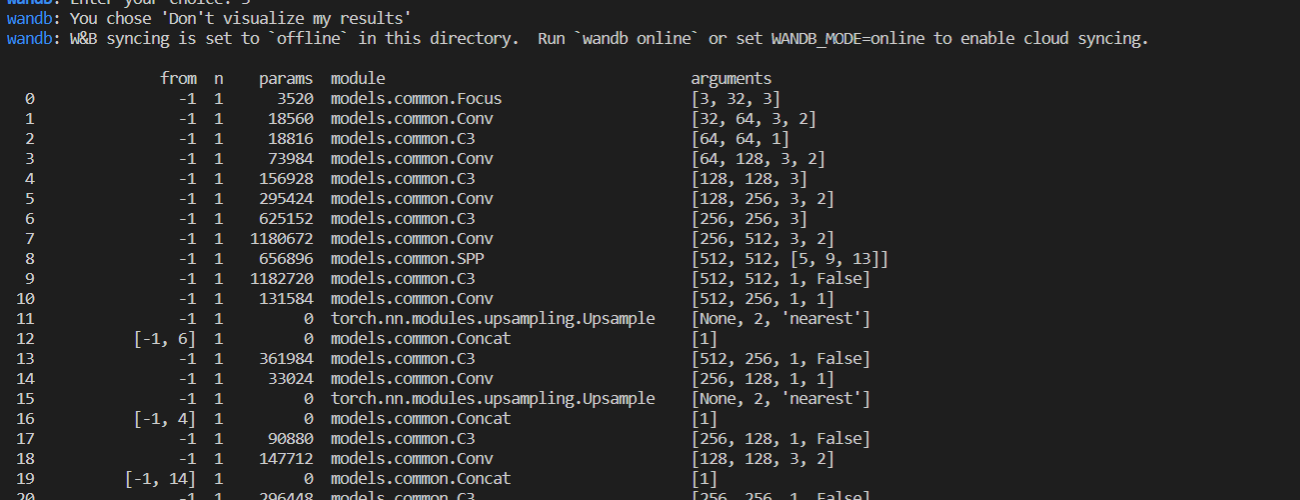 wandb: Enter your choice: 3
wandb: You chose 'Don't visualize my results'
wandb: W&B syncing is set to `offline` in this directory.  Run `wandb online` or set WANDB_MODE=online to enable cloud syncing.
from  n  params  module  arguments
0  -1  1  3520  models.common.Focus  [3, 32, 3]
1  -1  1  18560  models.common.Conv  [32, 64, 3, 2]
2  -1  1  18816  models.common.C3  [64, 64, 1]
3  -1  1  73984  models.common.Conv  [64, 128, 3, 2]
4  -1  1  156928  models.common.C3  [128, 128, 3]
5  -1  1  295424  models.common.Conv  [128, 256, 3, 2]
6  -1  1  625152  models.common.C3  [256, 256, 3]
7  -1  1  1180672  models.common.Conv  [256, 512, 3, 2]
8  -1  1  656896  models.common.SPP  [512, 512, [5, 9, 13]]
9  -1  1  1182720  models.common.C3  [512, 512, 1, False]
10  -1  1  131584  models.common.Conv  [512, 256, 1, 1]
11  -1  1  0  torch.nn.modules.upsampling.Upsample  [None, 2, 'nearest']
12  [-1, 6]  1  0  models.common.Concat  [1]
13  -1  1  361984  models.common.C3  [512, 256, 1, False]
14  -1  1  33024  models.common.Conv  [256, 128, 1, 1]
15  -1  1  0  torch.nn.modules.upsampling.Upsample  [None, 2, 'nearest']
16  [-1, 4]  1  0  models.common.Concat  [1]
17  -1  1  90880  models.common.C3  [256, 128, 1, False]
18  -1  1  147712  models.common.Conv  [128, 128, 3, 2]
19  [-1, 14]  1  0  models.common.Concat  [1]
20  -1  1  296448  models.common.C3  [256, 256, 1, False]